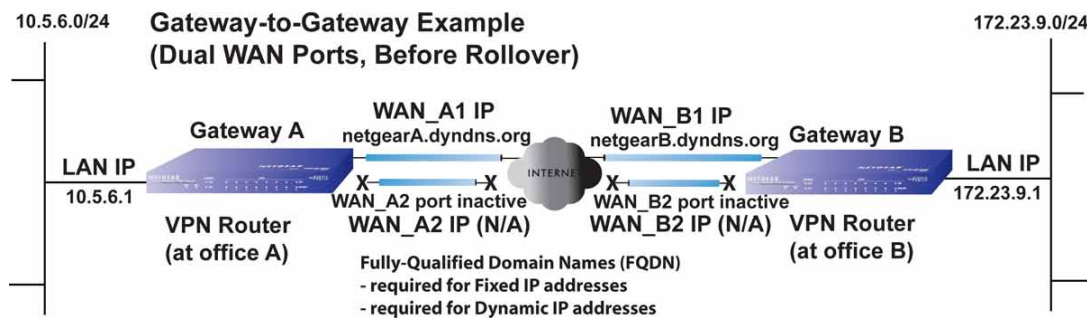 10.5.6.0/24
Gateway-to-Gateway Example
(Dual WAN Ports, Before Rollover)
172.23.9.0/24
WAN_A1 IP
netgearA.dyndns.org
WAN_B1 IP
netgearB.dyndns.org
Gateway A
Gateway B
LAN IP
10.5.6.1
NETGEAR
INTERNET
NETGEAR
LAN IP
172.23.9.1
X X
X X
WAN_A2 port inactive
WAN_A2 IP (N/A)
WAN_B2 port inactive
WAN_B2 IP (N/A)
VPN Router
(at office A)
VPN Router
(at office B)
Fully-Qualified Domain Names (FQDN)
- required for Fixed IP addresses
- required for Dynamic IP addresses